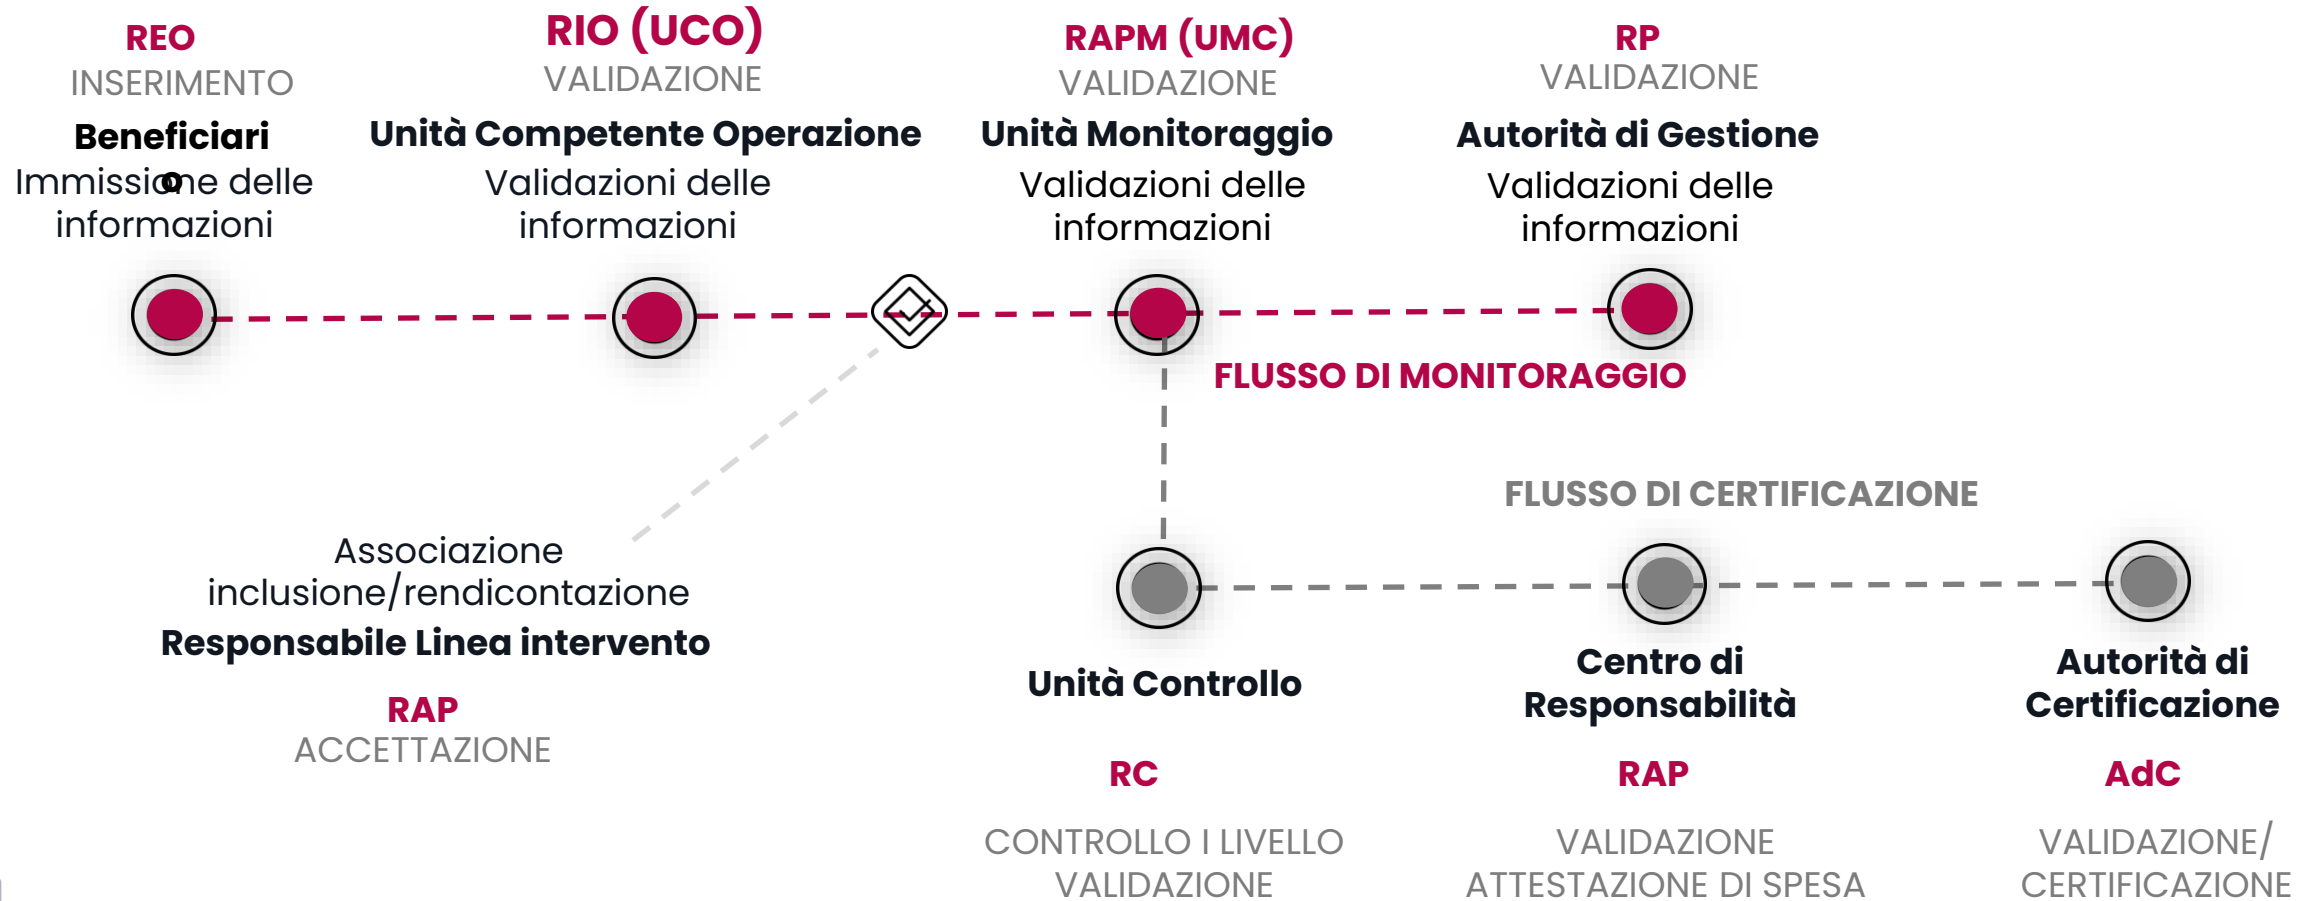 REO
INSERIMENTO
Beneficiari
o
Immissione delle
informazioni
RIO (UCO)
VALIDAZIONE
Unità Competente Operazione
Validazioni delle
informazioni
RAPM (UMC)
VALIDAZIONE
Unità Monitoraggio
Validazioni delle
informazioni
RP
VALIDAZIONE
Autorità di Gestione
Validazioni delle
informazioni
FLUSSO DI MONITORAGGIO
FLUSSO DI CERTIFICAZIONE
Associazione
inclusione/rendicontazione
Responsabile Linea intervento
RAP
ACCETTAZIONE
Unità Controllo
RC
CONTROLLO I LIVELLO
VALIDAZIONE
Centro di
Responsabilità
RAP
VALIDAZIONE
ATTESTAZIONE DI SPESA
Autorità di
Certificazione
AdC
VALIDAZIONE/
CERTIFICAZIONE